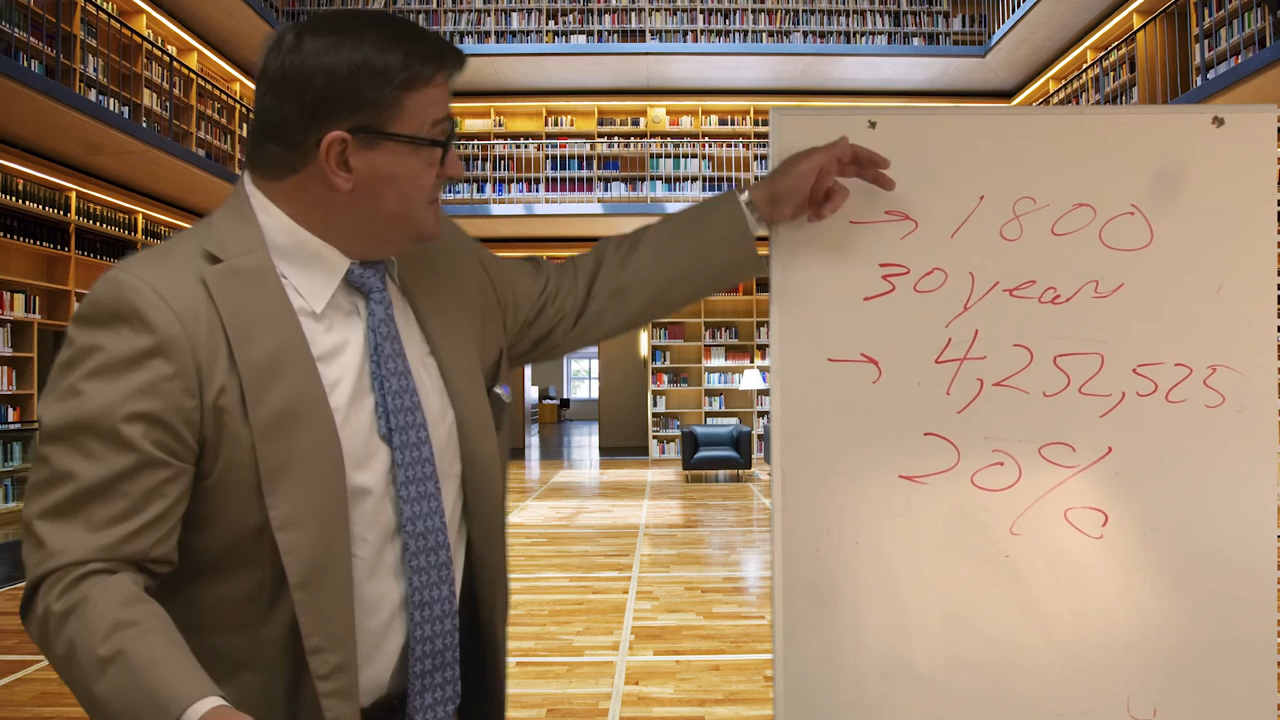 → 1800
30 years
→ 4,252,525
20%